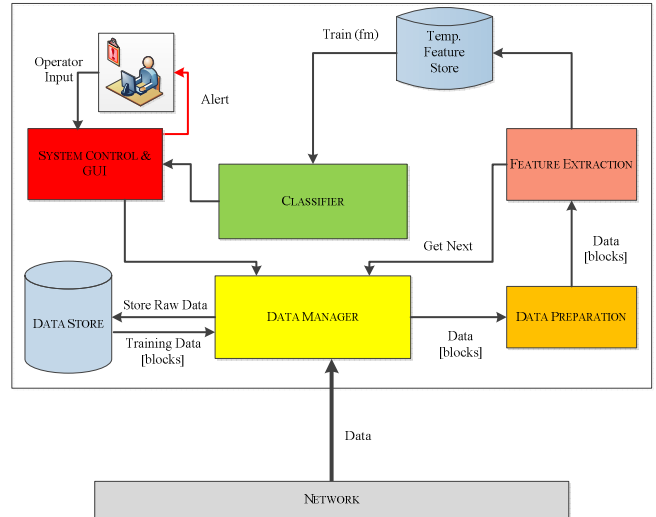 Train (fm)
Temp.
Feature
Store
Operator
Input
Alert
SYSTEM CONTROL &
GUI
FEATURE EXTRACTION
CLASSIFIER
Get Next
Data
[blocks]
Store Raw Data
DATA STORE
DATA MANAGER
DATA PREPARATION
Training Data
[blocks]
Data
[blocks]
Data
NETWORK